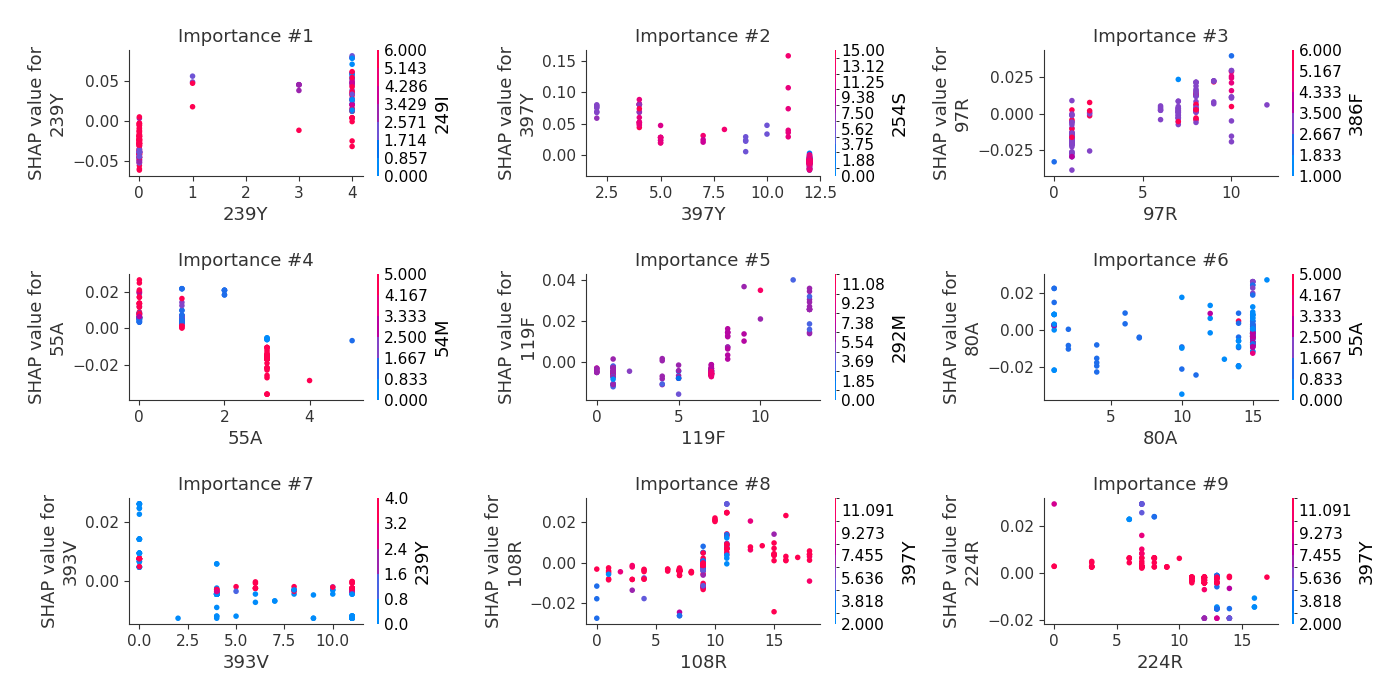 Importance #1
SHAP value for
239Y
0.05
0.00
−0.05
0
1
2
3
4
239Y
6.000
5.143
4.286
3.429
2.571
1.714
0.857
0.000
249I
Importance #2
SHAP value for
397Y
0.15
0.10
0.05
0.00
2.5
5.0
7.5
10.0
12.5
397Y
15.00
13.12
11.25
9.38
7.50
5.62
3.75
1.88
0.00
254S
Importance #3
SHAP value for
97R
0.025
0.000
−0.025
0
5
10
97R
6.000
5.167
4.333
3.500
2.667
1.833
1.000
386F
Importance #4
SHAP value for
55A
0.02
0.00
−0.02
0
2
4
55A
5.000
4.167
3.333
2.500
1.667
0.833
0.000
54M
Importance #5
SHAP value for
119F
0.04
0.02
0.00
0
5
10
119F
11.08
9.23
7.38
5.54
3.69
1.85
0.00
292M
Importance #6
SHAP value for
80A
0.02
0.00
−0.02
5
10
15
80A
5.000
4.167
3.333
2.500
1.667
0.833
0.000
55A
Importance #7
SHAP value for
393V
0.02
0.00
0.0
2.5
5.0
7.5
10.0
393V
4.0
3.2
2.4
1.6
0.8
0.0
239Y
Importance #8
SHAP value for
108R
0.02
0.00
−0.02
0
5
10
15
108R
11.091
9.273
7.455
5.636
3.818
2.000
397Y
Importance #9
SHAP value for
224R
0.02
0.00
−0.02
0
5
10
15
224R
11.091
9.273
7.455
5.636
3.818
2.000
397Y